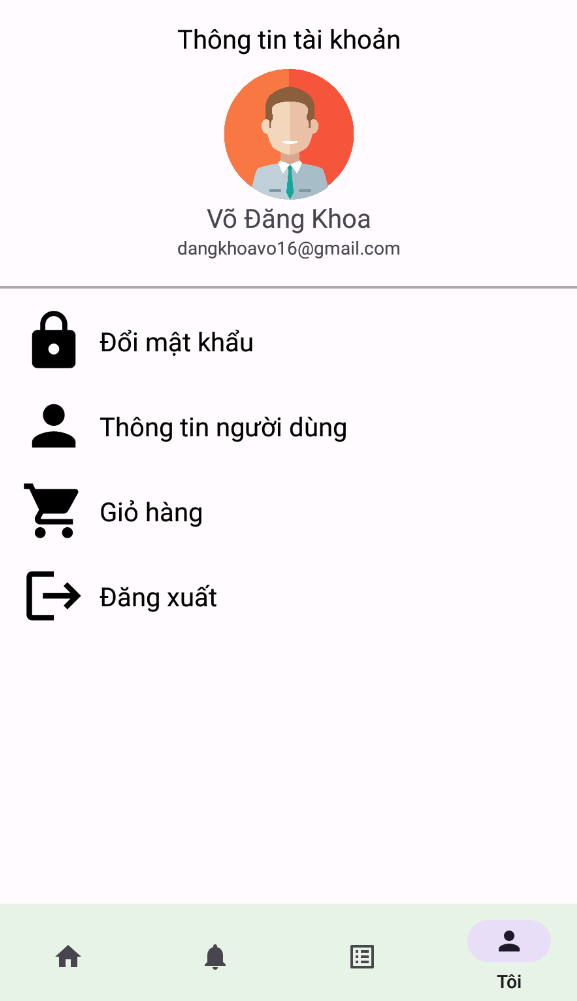 Thông tin tài khoản
Võ Đăng Khoa
dangkhoavo16@gmail.com
Đổi mật khẩu
Thông tin người dùng
Giỏ hàng
Đăng xuất
Tôi